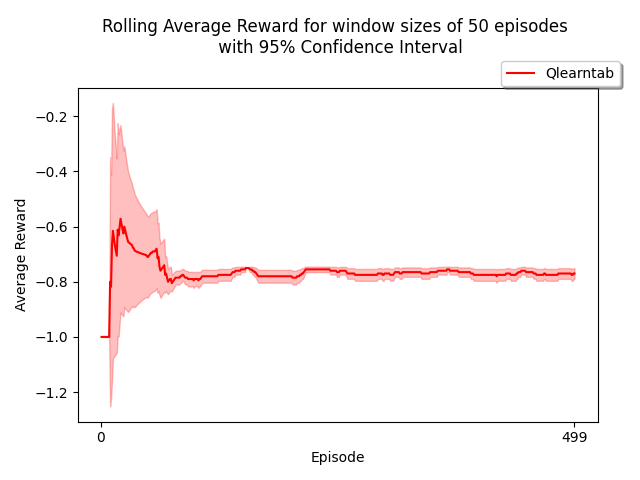 Rolling Average Reward for window sizes of 50 episodes
with 95% Confidence Interval
Qlearntab
Average Reward
−0.2
−0.4
−0.6
−0.8
−1.0
−1.2
0
499
Episode